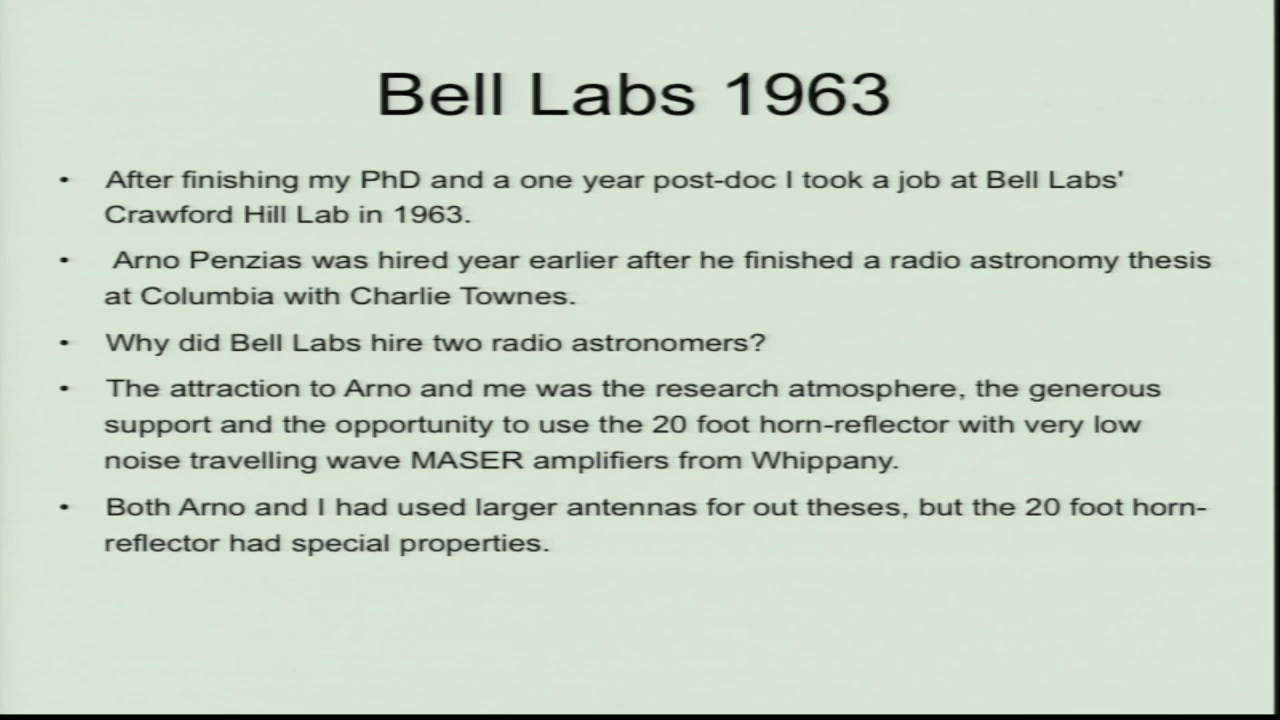 Bell Labs 1963
• After finishing my PhD and a one year post-doc I took a job at Bell Labs'
Crawford Hill Lab in 1963.
• Arno Penzias was hired year earlier after he finished a radio astronomy thesis
at Columbia with Charlie Townes.
• Why did Bell Labs hire two radio astronomers?
• The attraction to Arno and me was the research atmosphere, the generous
support and the opportunity to use the 20 foot horn-reflector with very low
noise travelling wave MASER amplifiers from Whippany.
• Both Arno and I had used larger antennas for out theses, but the 20 foot horn-
reflector had special properties.